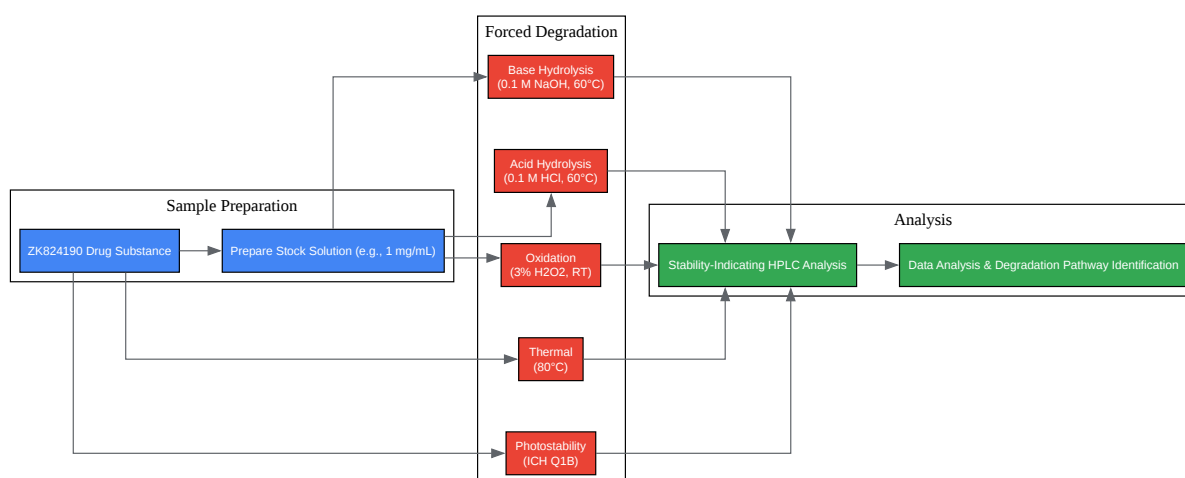 Forced Degradation
Base Hydrolysis
(0.1 M NaOH, 60°C)
Acid Hydrolysis
(0.1 M HCl, 60°C)
Sample Preparation
Analysis
ZK824190 Drug Substance
Prepare Stock Solution (e.g., 1 mg/mL)
Oxidation
(3% H2O2, RT)
Stability-Indicating HPLC Analysis
Data Analysis & Degradation Pathway Identification
Thermal
(80°C)
Photostability
(ICH Q1B)